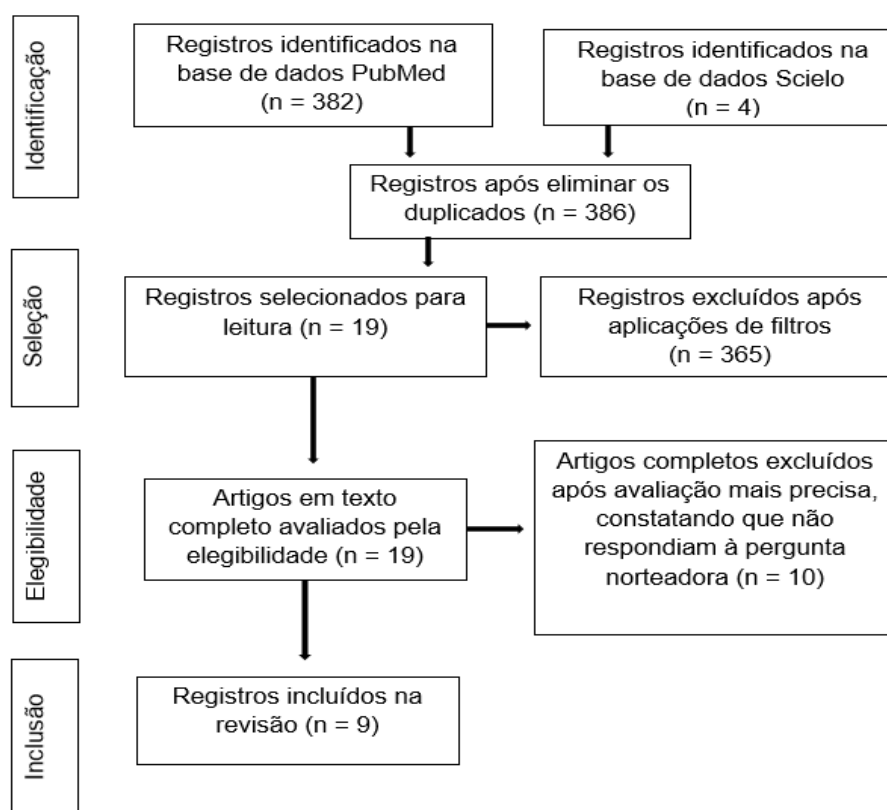 Identificação
Registros identificados na
base de dados PubMed
(n = 382)
Registros identificados na
base de dados Scielo
(n = 4)
Registros após eliminar os
duplicados (n = 386)
Seleção
Registros selecionados para
leitura (n = 19)
Registros excluídos após
aplicações de filtros
(n = 365)
Elegibilidade
Artigos em texto
completo avaliados pela
elegibilidade (n = 19)
Artigos completos excluídos
após avaliação mais precisa,
constatando que não
respondiam à pergunta
norteadora (n = 10)
Inclusão
Registros incluídos na
revisão (n = 9)